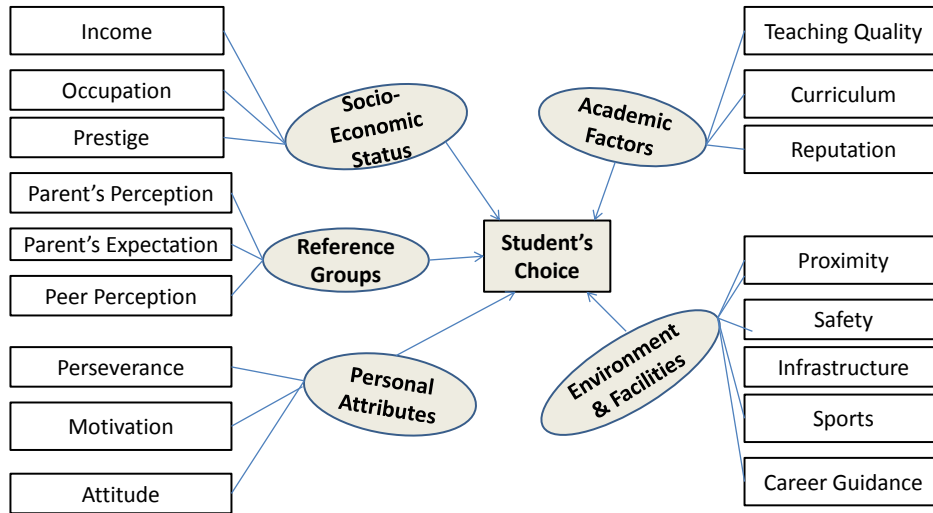 Income
Occupation
Prestige
Parent's Perception
Parent's Expectation
Peer Perception
Perseverance
Motivation
Attitude
Socio-
Economic
Status
Reference
Groups
Personal
Attributes
Student's
Choice
Academic
Factors
Environment
& Facilities
Teaching Quality
Curriculum
Reputation
Proximity
Safety
Infrastructure
Sports
Career Guidance